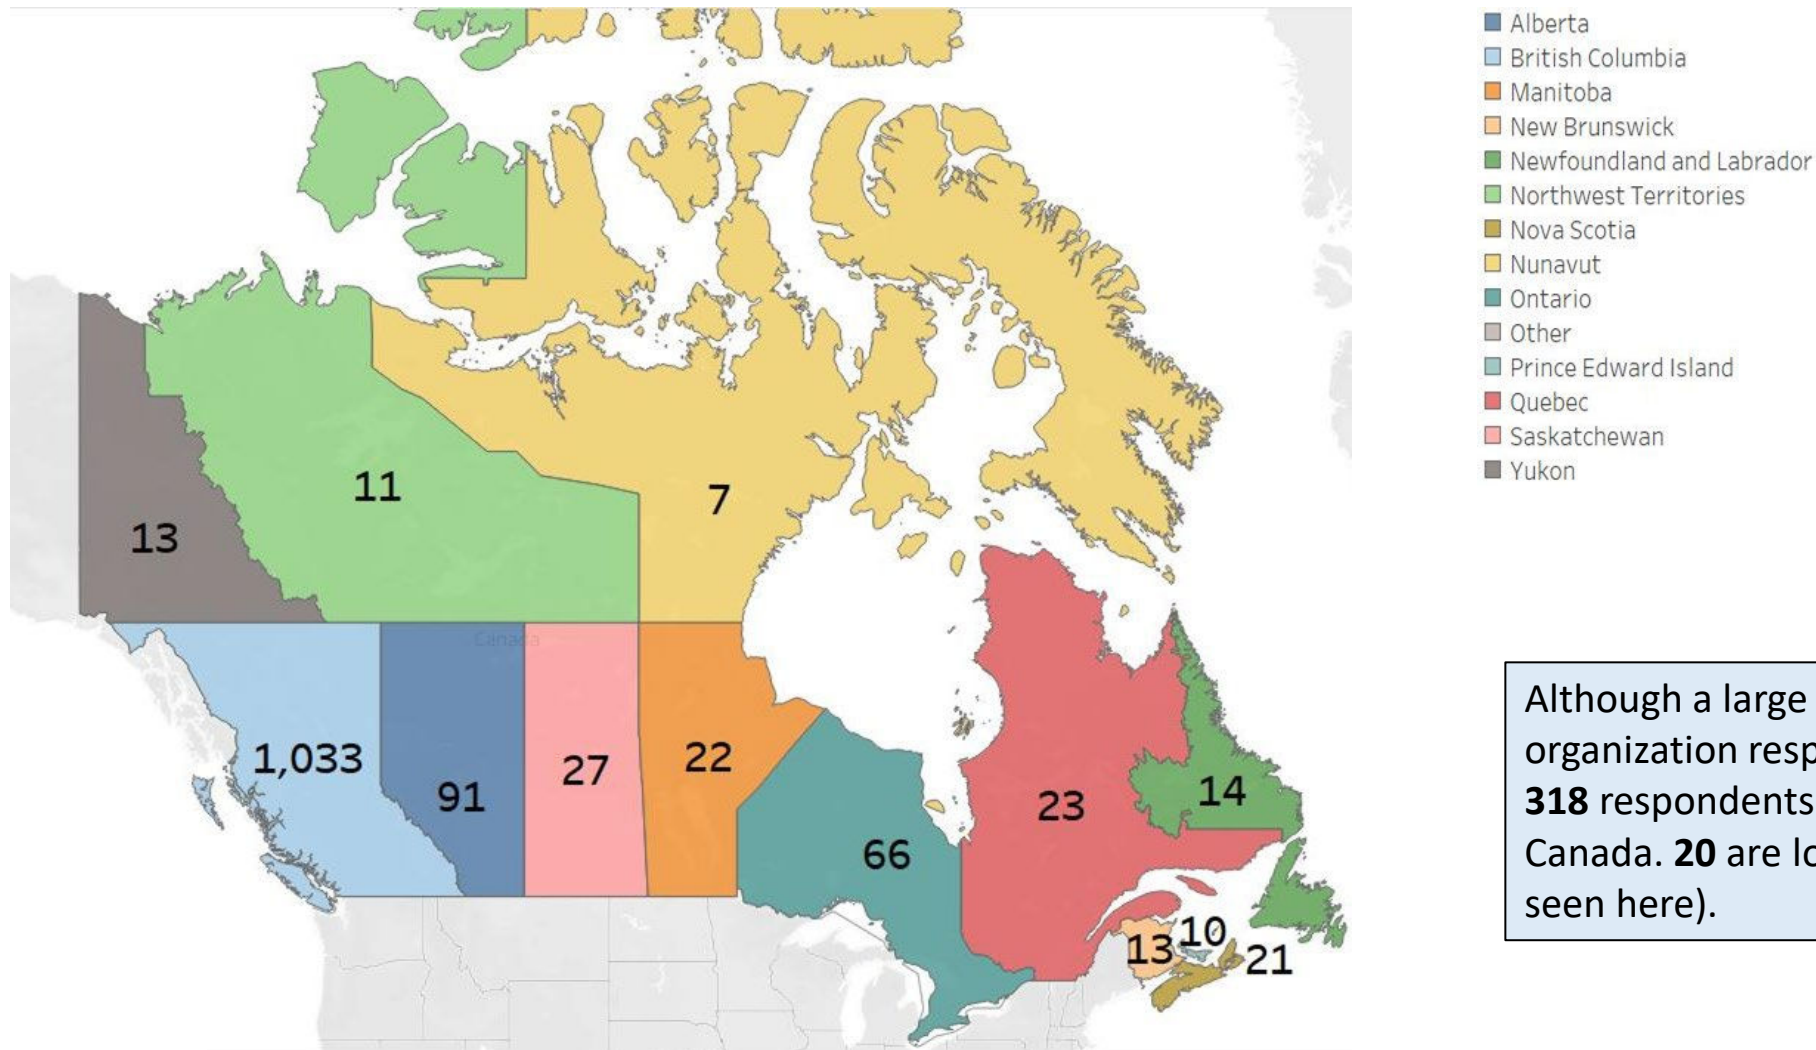 Alberta
British Columbia
Manitoba
New Brunswick
Newfoundland and Labrador
Northwest Territories
Nova Scotia
Nunavut
Ontario
Other
Prince Edward Island
Quebec
Saskatchewan
Yukon
11
7
13
Canada
1,033
91
27
22
66
23
14
13
10
21
Although a large
organization
318 respondents
Canada. 20 are
seen here).